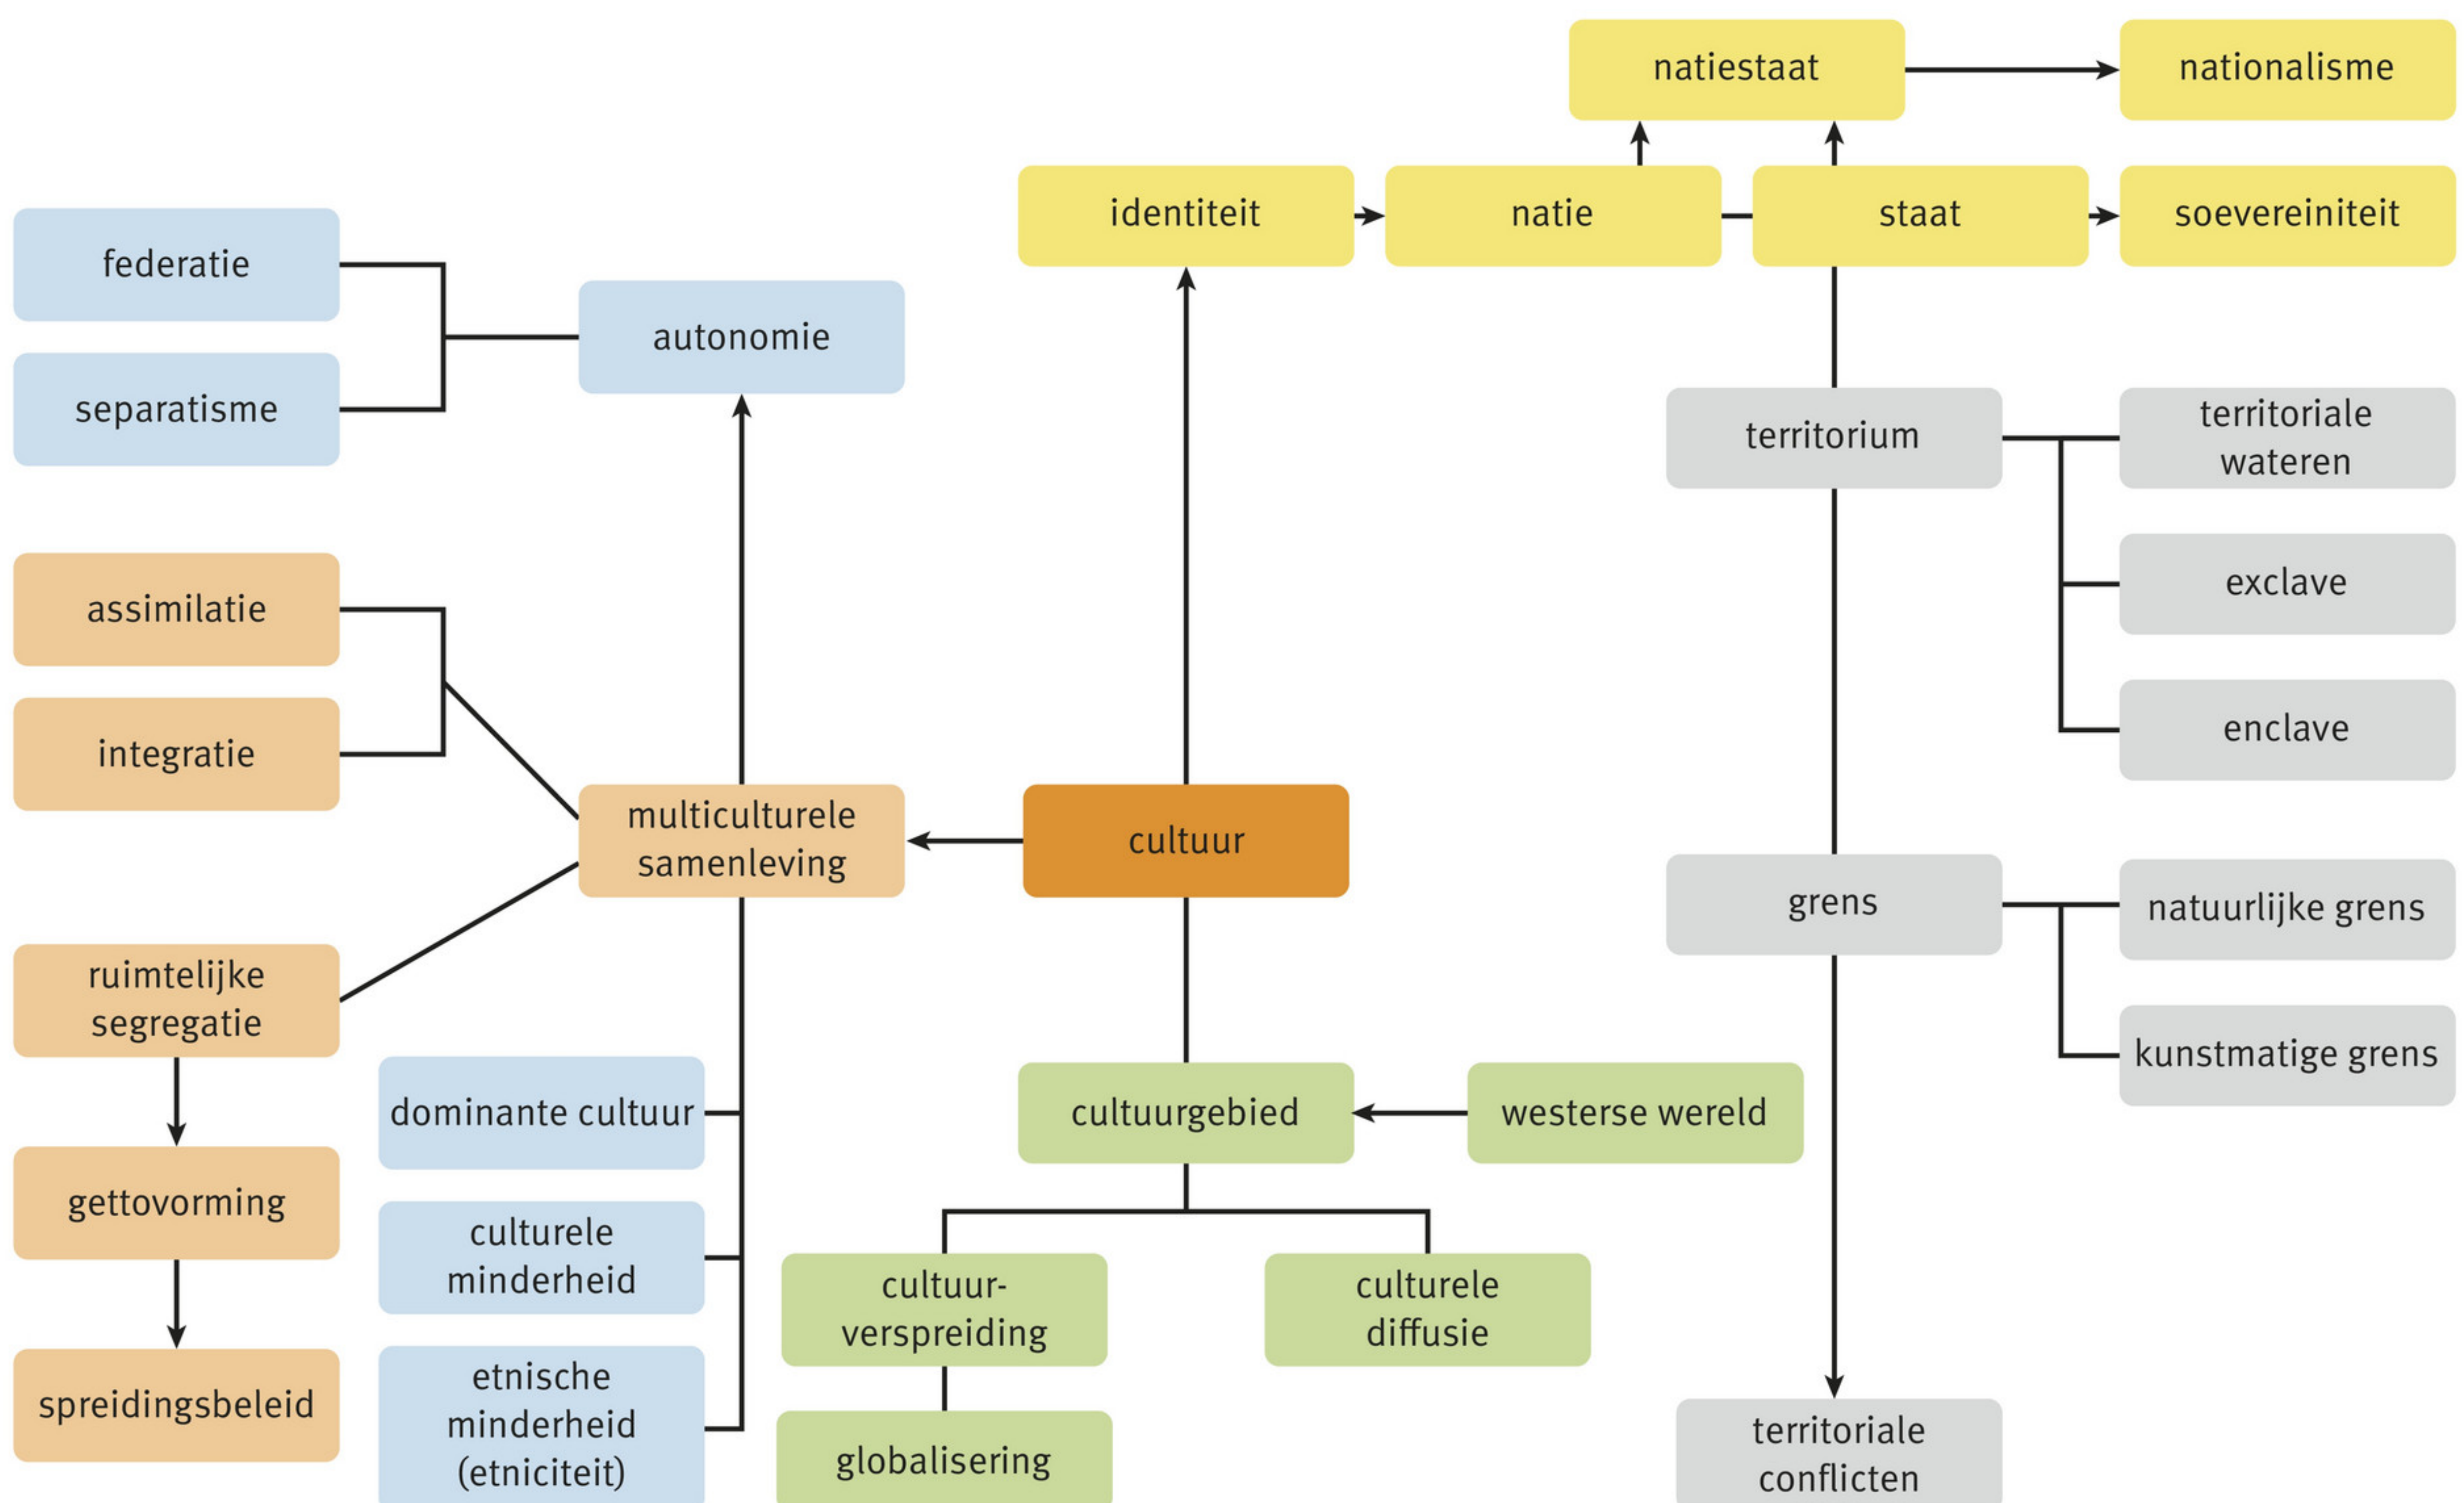 natiestaat
nationalisme
identiteit
natie
staat
soevereiniteit
federatie
autonomie
separatisme
territorium
territoriale
wateren
exclave
enclave
assimilatie
integratie
multiculturele
samenleving
cultuur
grens
natuurlijke grens
kunstmatige grens
ruimtelijke
segregatie
dominante cultuur
cultuurgebied
westerse wereld
gettovorming
culturele
minderheid
cultuur-
verspreiding
culturele
diffusie
spreidingsbeleid
etnische
minderheid
(etniciteit)
globalisering
territoriale
conflicten